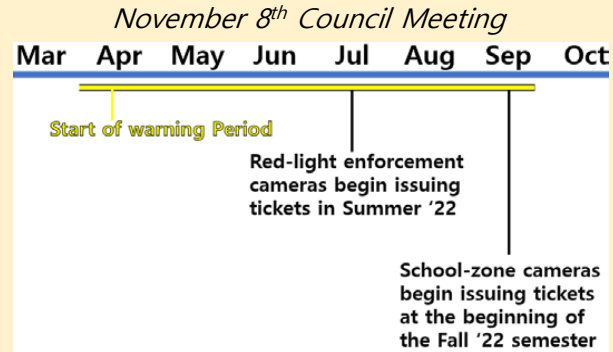 November 8th Council Meeting
Mar Apr May Jun Jul Aug Sep Oct
Start of warning Period
Red-light enforcement
cameras begin issuing
tickets in Summer ‘22
School-zone cameras
begin issuing tickets
at the beginning of
the Fall ‘22 semester